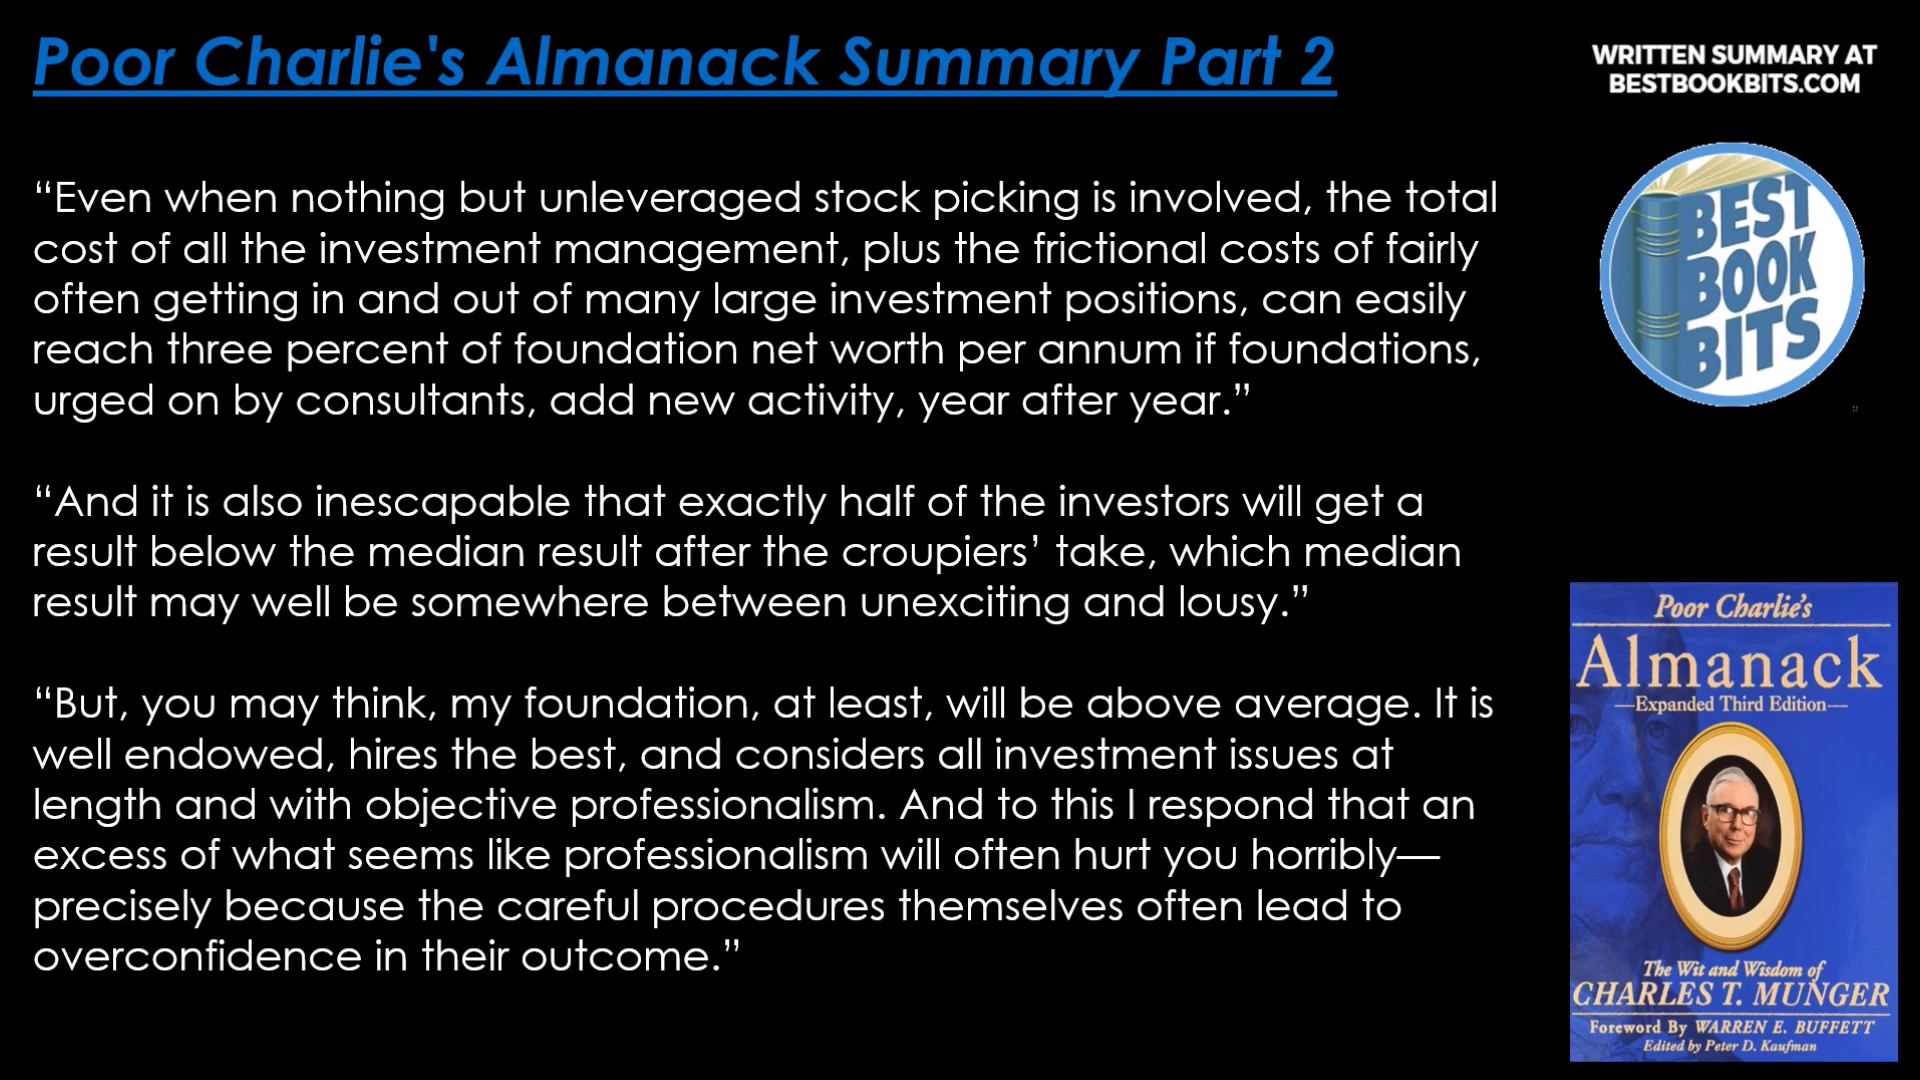 Poor Charlie's Almanack Summary Part 2
WRITTEN SUMMARY AT
BESTBOOKBITS.COM
“Even when nothing but unleveraged stock picking is involved, the total
cost of all the investment management, plus the frictional costs of fairly
often getting in and out of many large investment positions, can easily
reach three percent of foundation net worth per annum if foundations,
urged on by consultants, add new activity, year after year.”
“And it is also inescapable that exactly half of the investors will get a
result below the median result after the croupiers’ take, which median
result may well be somewhere between unexciting and lousy.”
“But, you may think, my foundation, at least, will be above average. It is
well endowed, hires the best, and considers all investment issues at
length and with objective professionalism. And to this I respond that an
excess of what seems like professionalism will often hurt you horribly—
precisely because the careful procedures themselves often lead to
overconfidence in their outcome.”
BEST
BOOK
BITS
Poor Charlie's
Almanack
—Expanded Third Edition—
The Wit and Wisdom of
CHARLES T. MUNGER
Foreword By WARREN E. BUFFETT
Edited by Peter D. Kaufman